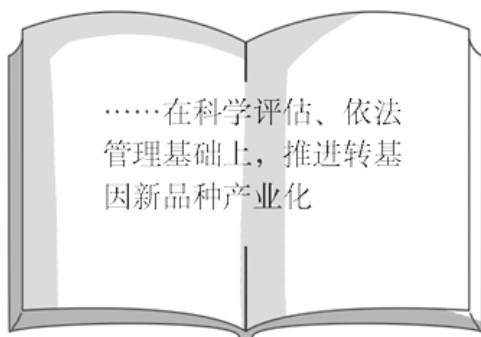 ……在科学评估、依法
管理基础上，推进转基
因新品种产业化